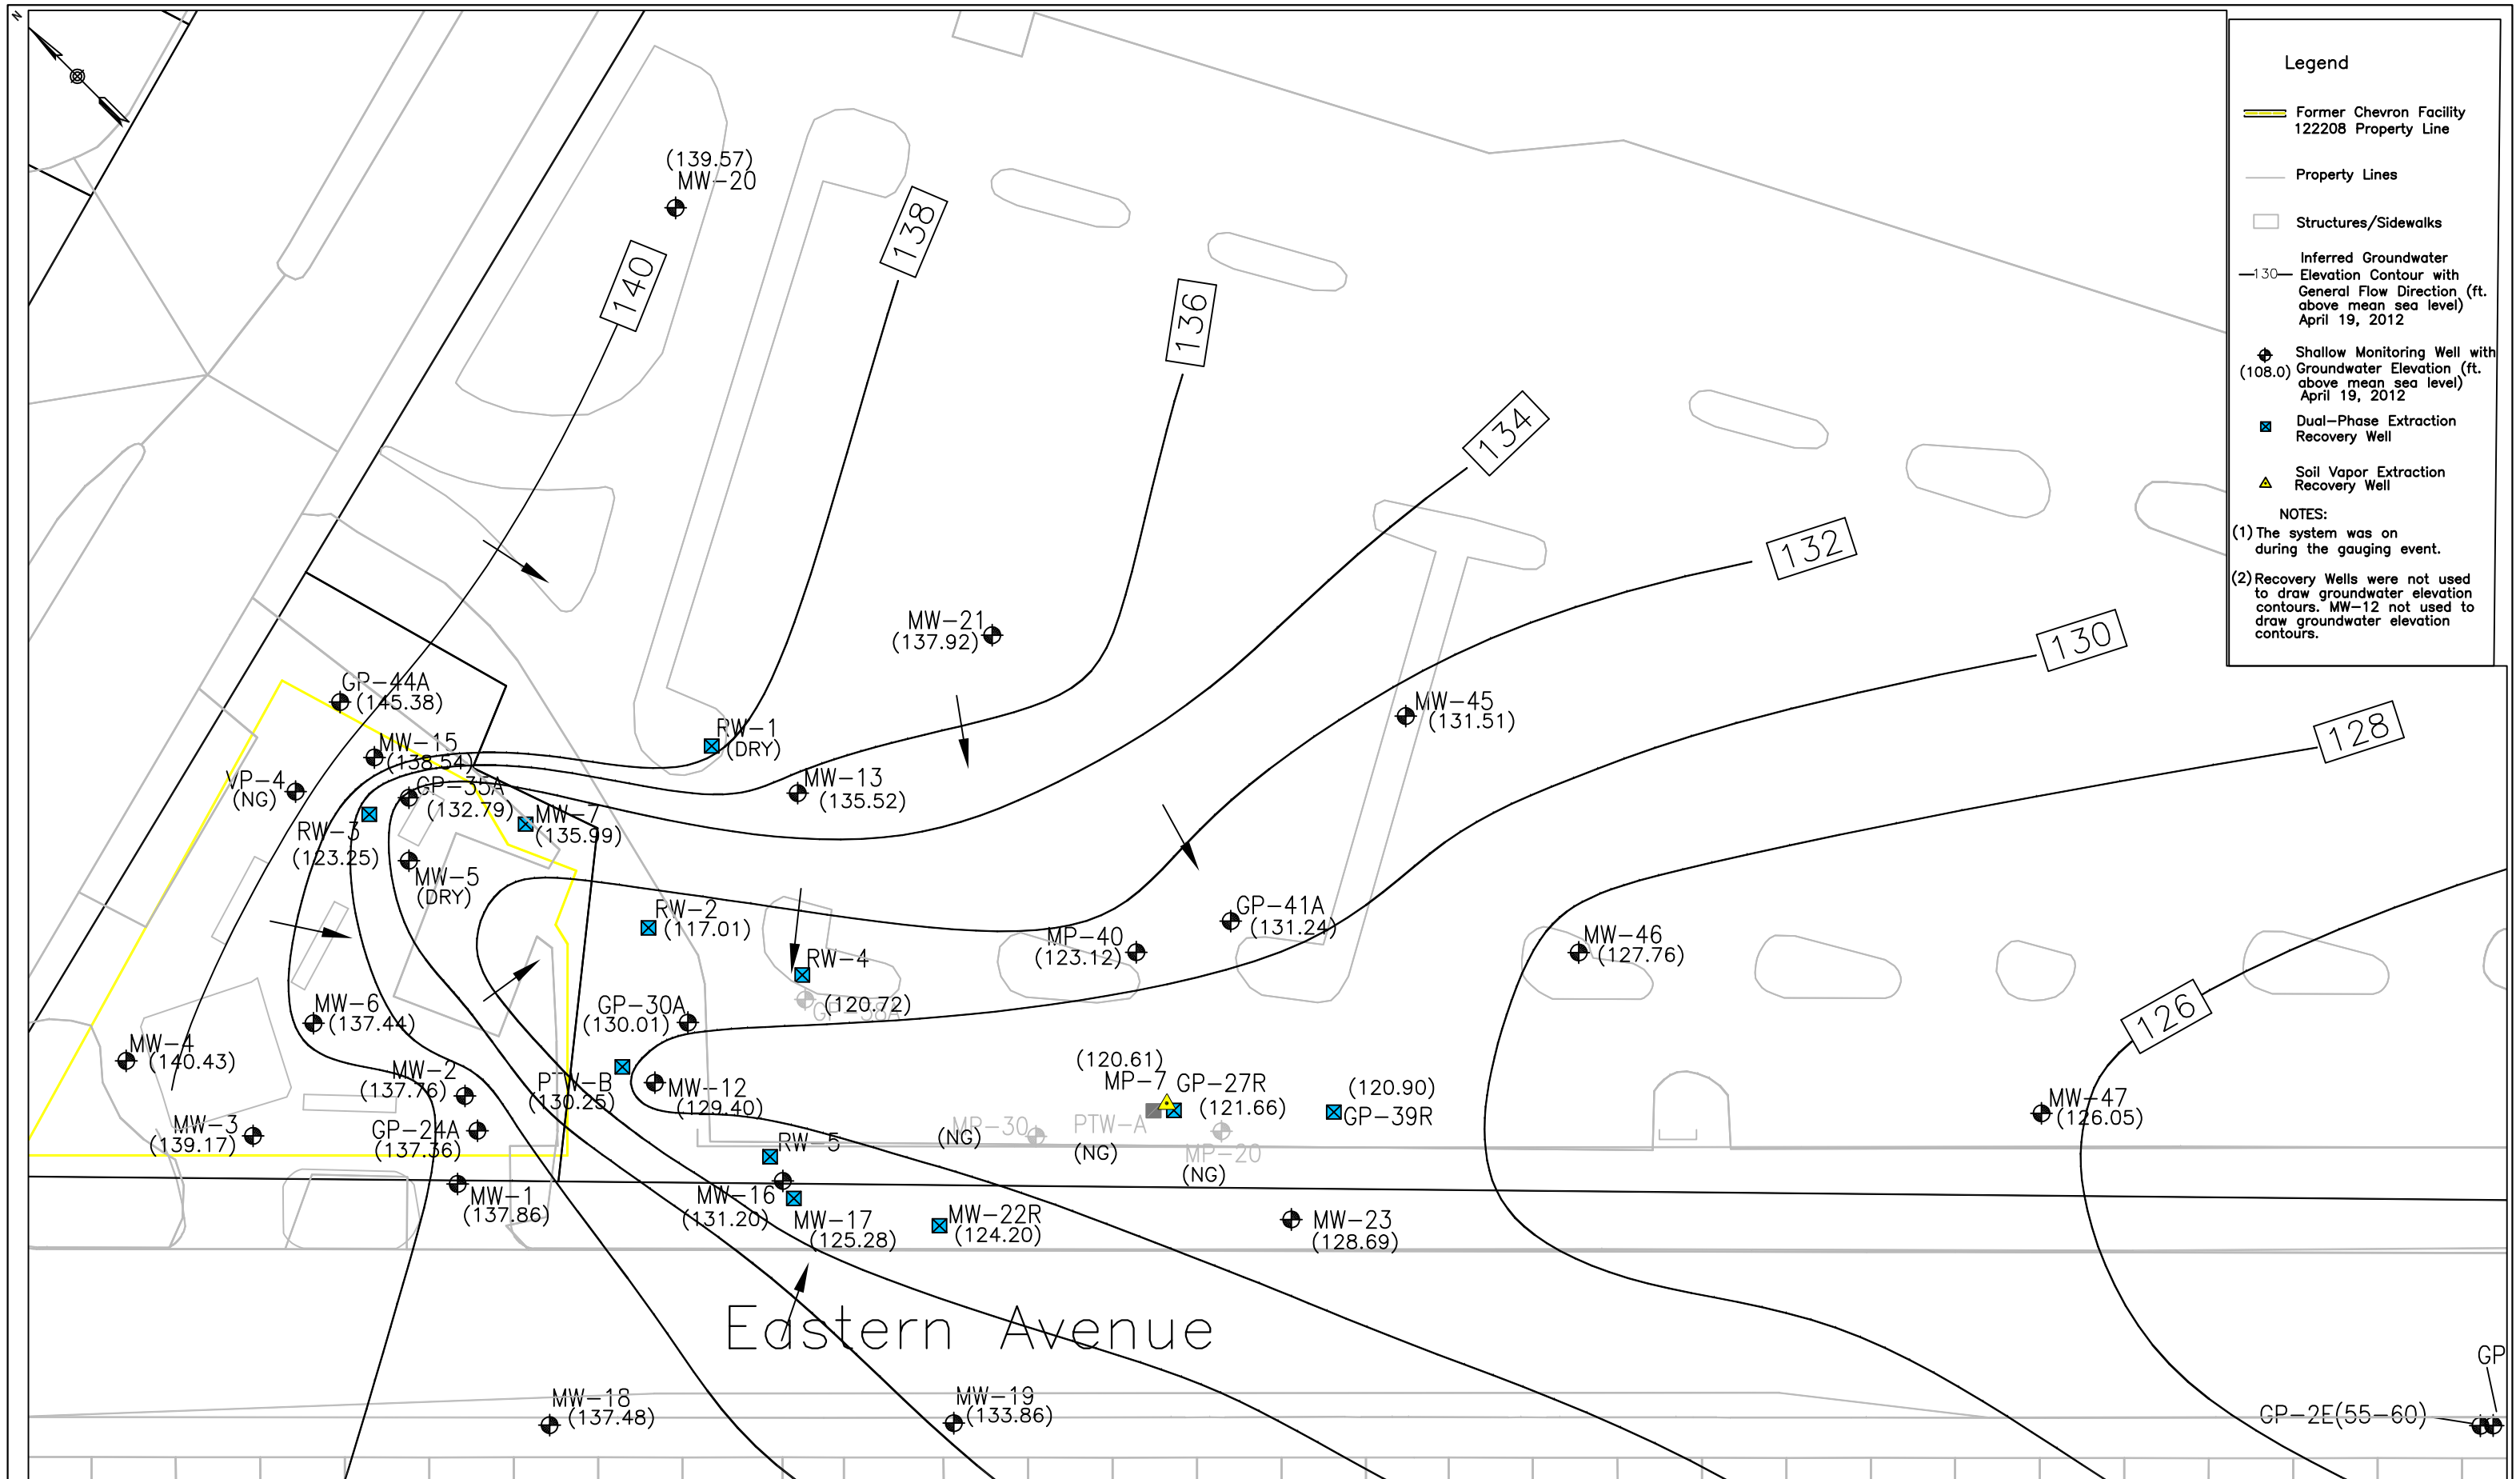 N
(139.57)
MW-20
140
138
136
134
132
130
128
126
MW-21
(137.92)
GP-44A
(145.38)
MW-15
(138.54)
VP-4
(NG)
GP-35A
(132.79)
RW-3
(123.25)
MW-7
(135.99)
MW-5
(DRY)
RW-1
(DRY)
MW-13
(135.52)
MW-45
(131.51)
RW-2
(117.01)
RW-4
(120.72)
GP-38A
MP-40
(123.12)
GP-41A
(131.24)
MW-46
(127.76)
GP-30A
(130.01)
MW-6
(137.44)
MW-4
(140.43)
MW-2
(137.76)
PTW-B
(130.25)
MW-12
(129.40)
(120.61)
MP-7
GP-27R
(121.66)
(120.90)
GP-39R
MW-47
(126.05)
MW-3
(139.17)
GP-24A
(137.36)
RW-5
MP-30
(NG)
PTW-A
(NG)
MP-20
(NG)
MW-1
(137.86)
MW-16
(131.20)
MW-17
(125.28)
MW-22R
(124.20)
MW-23
(128.69)
Eastern Avenue
MW-18
(137.48)
MW-19
(133.86)
GP
GP-2E(55-60)
Legend
Former Chevron Facility
122208 Property Line
Property Lines
Structures/Sidewalks
130
Inferred Groundwater
Elevation Contour with
General Flow Direction (ft.
above mean sea level)
April 19, 2012
(108.0)
Shallow Monitoring Well with
Groundwater Elevation (ft.
above mean sea level)
April 19, 2012
Dual-Phase Extraction
Recovery Well
Soil Vapor Extraction
Recovery Well
NOTES:
(1) The system was on
during the gauging event.
(2) Recovery Wells were not used
to draw groundwater elevation
contours. MW-12 not used to
draw groundwater elevation
contours.